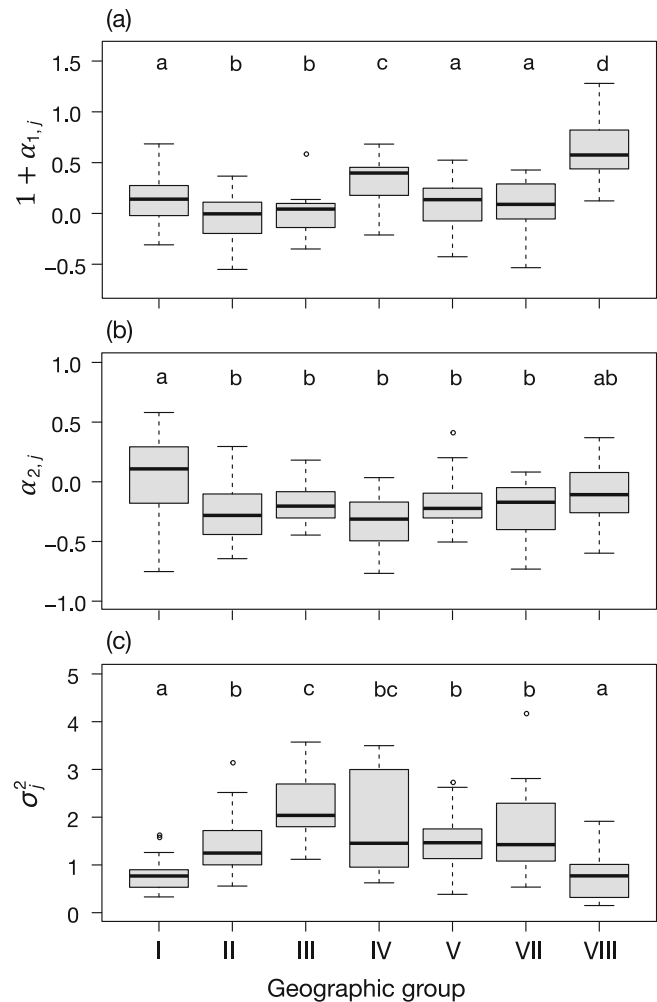 (a)
1 + α₁,ⱼ
1.5
1.0
0.5
0.0
−0.5
a b b c a a d
(b)
α₂,ⱼ
1.0
0.5
0.0
−0.5
−1.0
a b b b b b ab
(c)
σ²ⱼ
5
4
3
2
1
0
a b c bc b b a
I II III IV V VII VIII
Geographic group